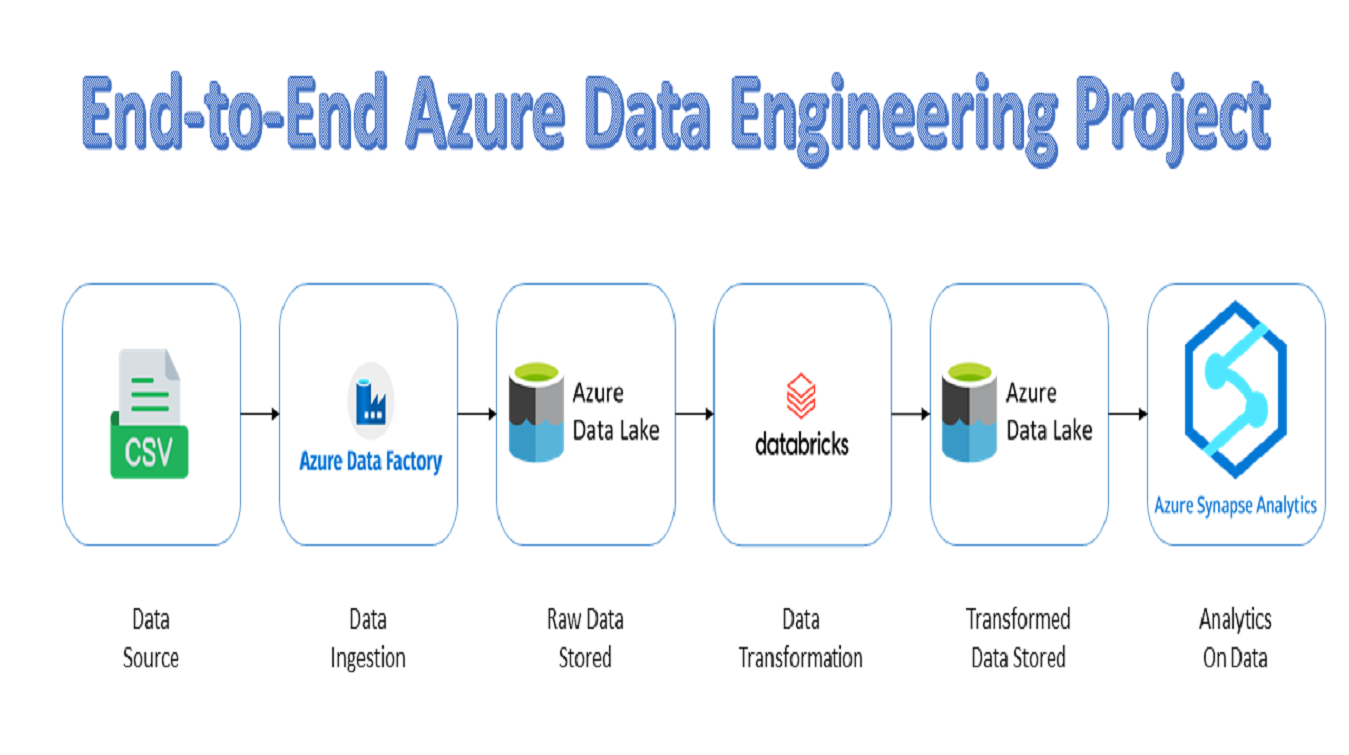 End-to-End Azure Data Engineering Project
CSV
Azure Data Factory
Azure
Data Lake
databricks
Azure
Data Lake
Azure Synapse Analytics
Data
Source
Data
Ingestion
Raw Data
Stored
Data
Transformation
Transformed
Data Stored
Analytics
On Data